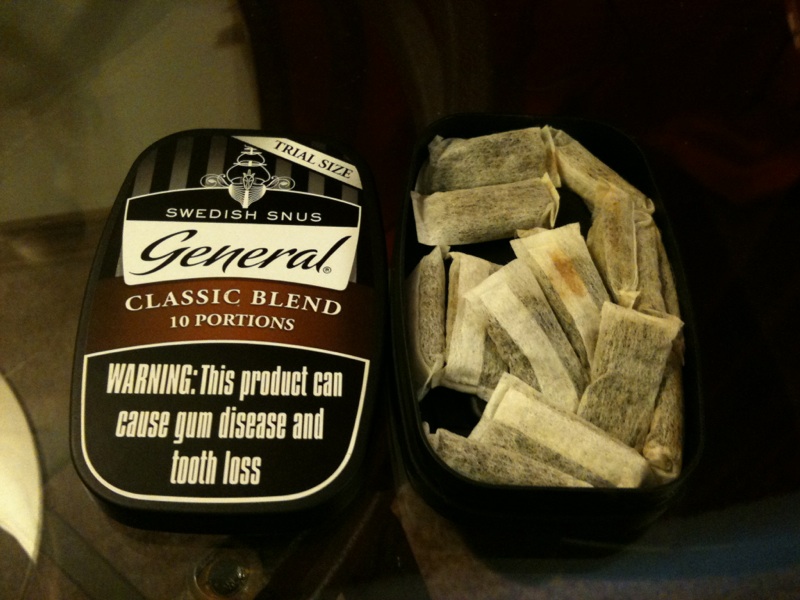 TRIAL SIZE
SWEDISH SNUS
General®
CLASSIC BLEND
10 PORTIONS
WARNING: This product can
cause gum disease and
tooth loss